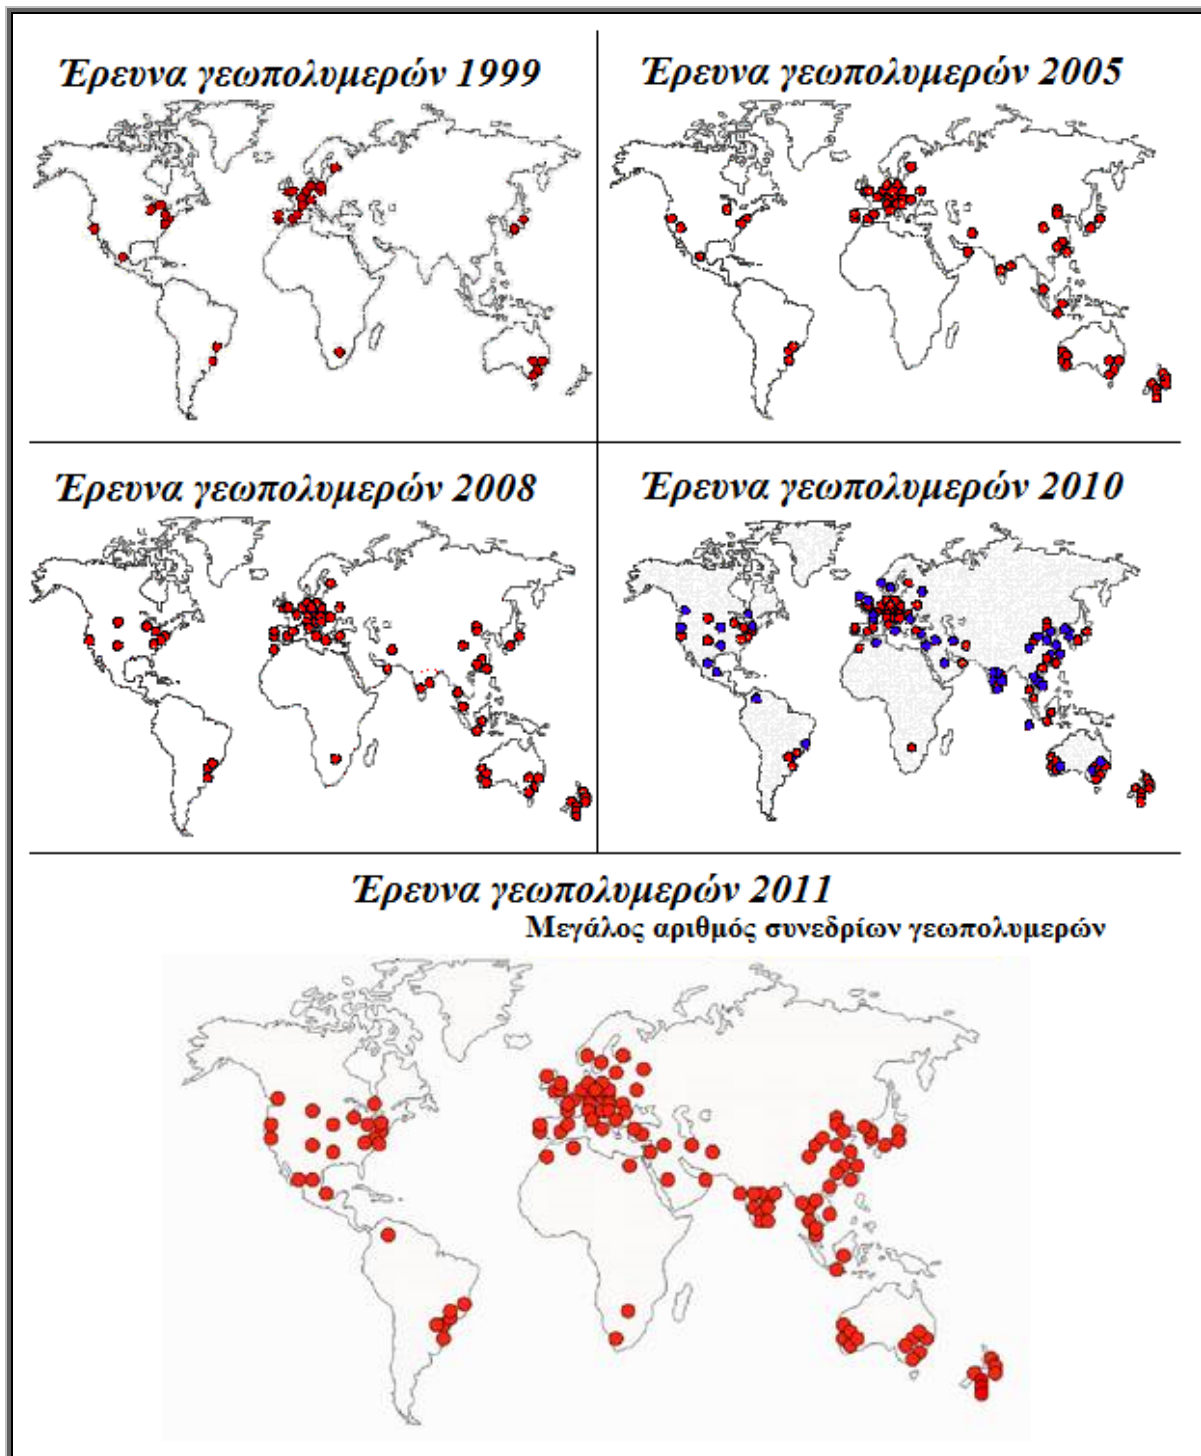 Έρευνα γεωπολυμερών 1999
Έρευνα γεωπολυμερών 2005
Έρευνα γεωπολυμερών 2008
Έρευνα γεωπολυμερών 2010
Έρευνα γεωπολυμερών 2011
Μεγάλος αριθμός συνεδρίων γεωπολυμερών